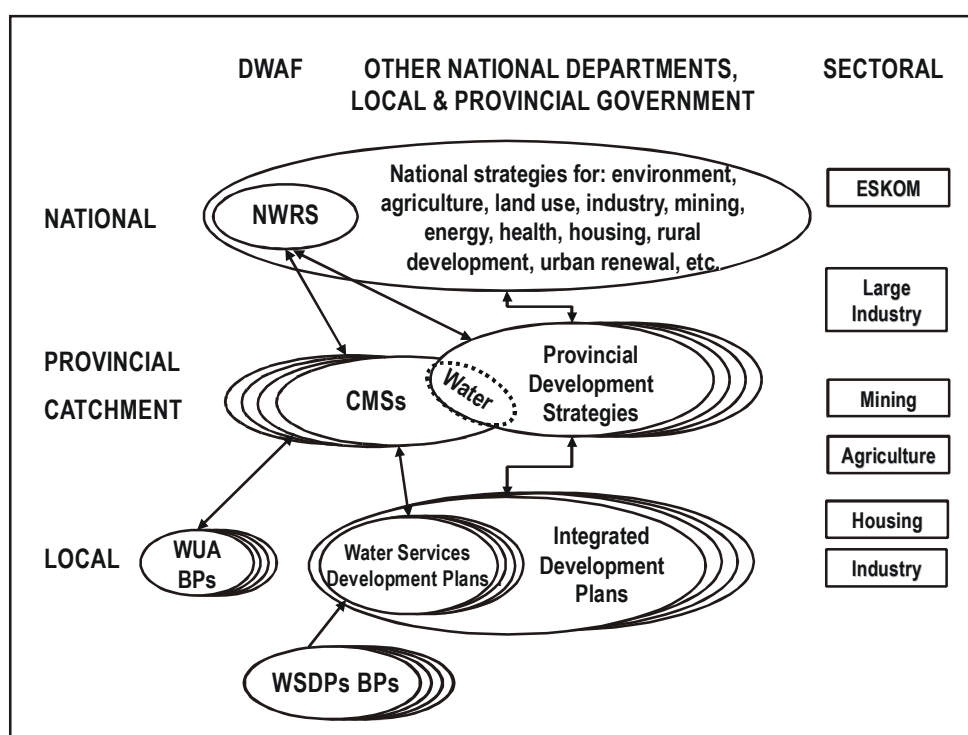 DWAF
OTHER NATIONAL DEPARTMENTS,
LOCAL & PROVINCIAL GOVERNMENT
SECTORAL
NATIONAL
NWRS
National strategies for: environment,
agriculture, land use, industry, mining,
energy, health, housing, rural
development, urban renewal, etc.
ESKOM
Large
Industry
PROVINCIAL
CATCHMENT
CMSs
Water
Provincial
Development
Strategies
Mining
Agriculture
LOCAL
WUA
BPs
Water Services
Development Plans
Integrated
Development
Plans
Housing
Industry
WSDPs BPs